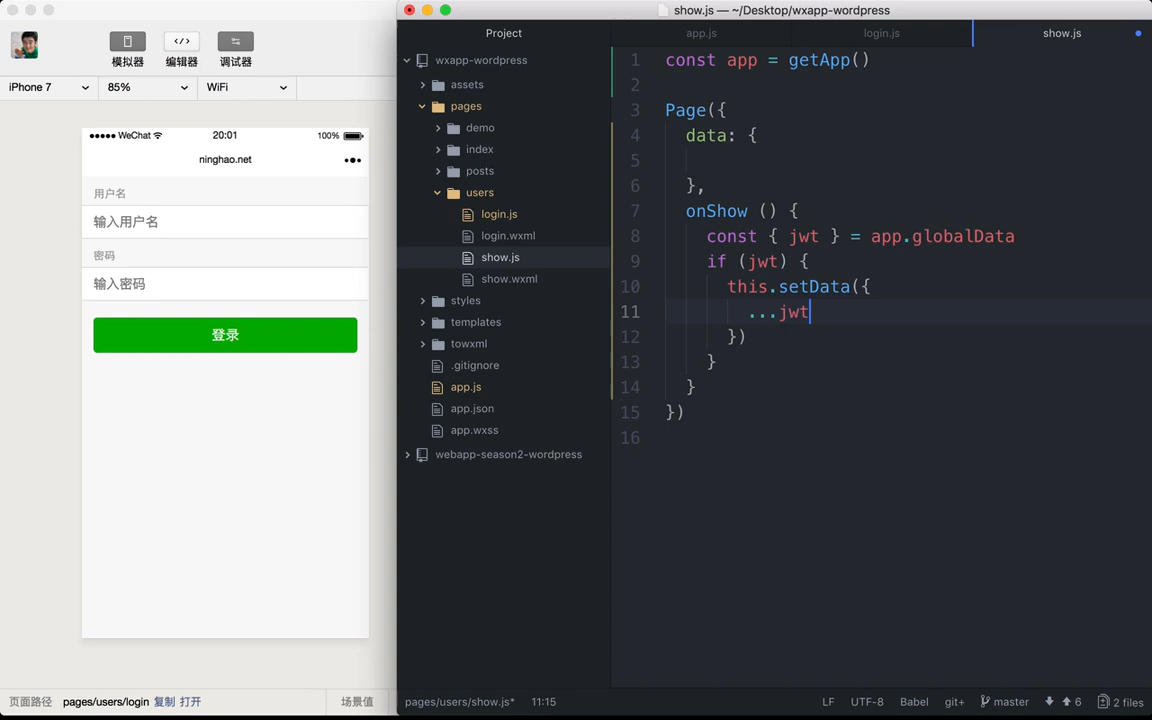 模拟器 编辑器 调试器
iPhone 7 85% WiFi
WeChat 20:01 100%
ninghao.net
用户名
输入用户名
密码
输入密码
登录
页面路径 pages/users/login 复制 打开 场景值
show.js — ~/Desktop/wxapp-wordpress
Project
wxapp-wordpress
assets
pages
demo
index
posts
users
login.js
login.wxml
show.js
show.wxml
styles
templates
towxml
.gitignore
app.js
app.json
app.wxss
webapp-season2-wordpress
app.js login.js show.js
1 const app = getApp()
2
3 Page({
4 data: {
5
6 },
7 onShow () {
8 const { jwt } = app.globalData
9 if (jwt) {
10 this.setData({
11 ...jwt
12 })
13 }
14 }
15 })
16
pages/users/show.js* 11:15 LF UTF-8 Babel git+ master 6 2 files